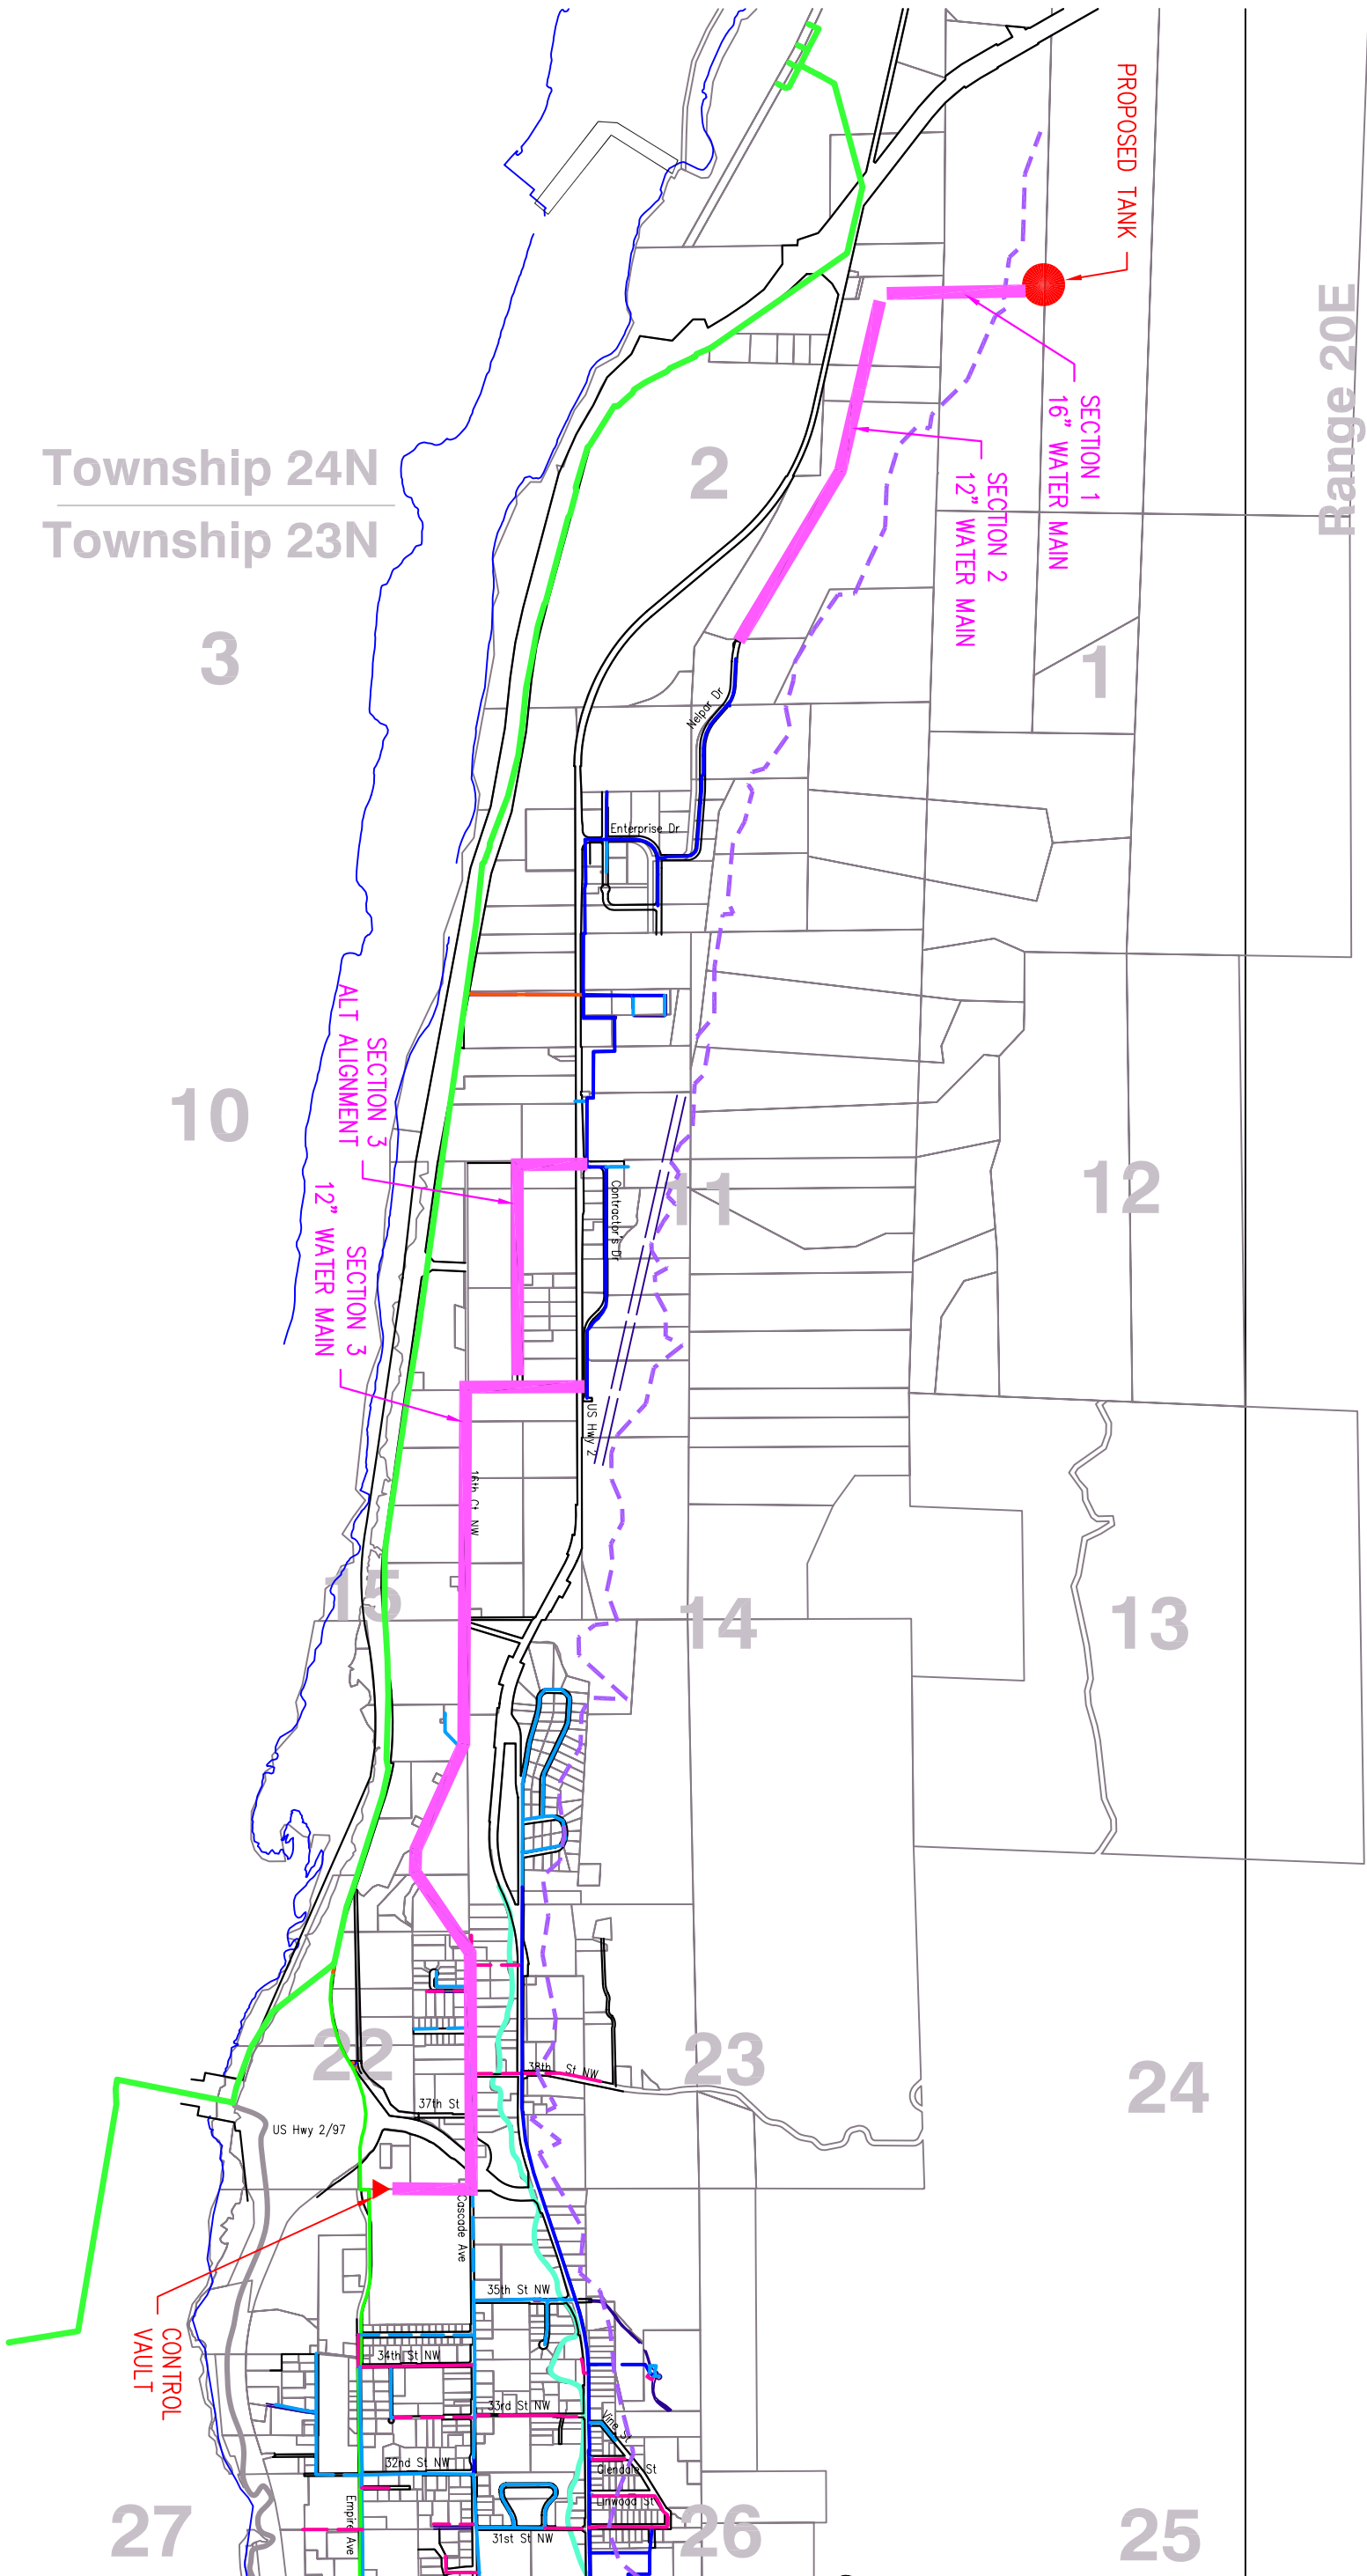 PROPOSED TANK
Range 20E
SECTION 1
16" WATER MAIN
SECTION 2
12" WATER MAIN
Township 24N
Township 23N
2
3
1
Nelpar Dr
Enterprise Dr
SECTION 3
ALT ALIGNMENT
10
11
12
Contractor's Dr
SECTION 3
12" WATER MAIN
US Hwy 2
16th Ct NW
15
14
13
22
23
24
38th St NW
37th St
US Hwy 2/97
Cascade Ave
35th St NW
CONTROL
VAULT
34th St NW
33rd St NW
Vine St
32nd St NW
Glendale St
Linwood St
Empire Ave
31st St NW
27
26
25